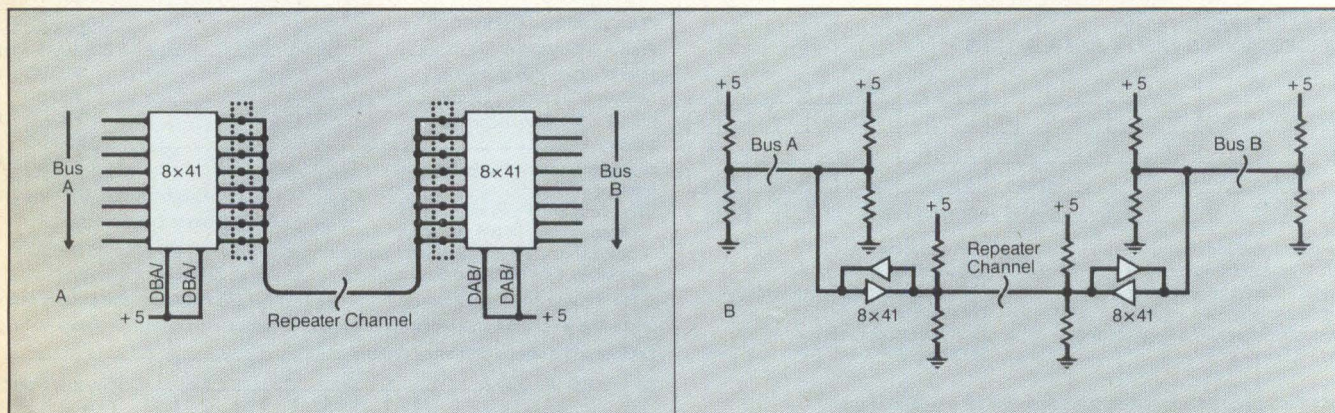 Bus
A
8×41
DBA/
DBA/
+ 5
A
Repeater Channel
8×41
DAB/
DAB/
+ 5
Bus
B
+ 5
+ 5
Bus A
+ 5
+ 5
Bus B
+ 5
+ 5
Repeater
Channel
8×41
8×41
B